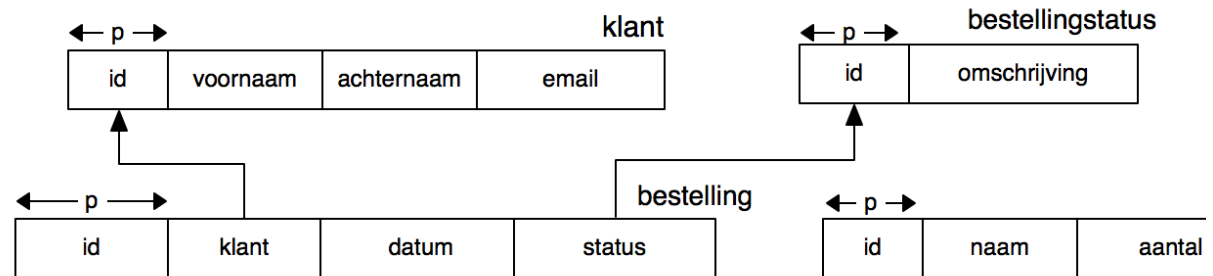 klant
p
id voornaam achternaam email
bestellingstatus
p
id omschrijving
bestelling
p
id klant datum status
p
id naam aantal